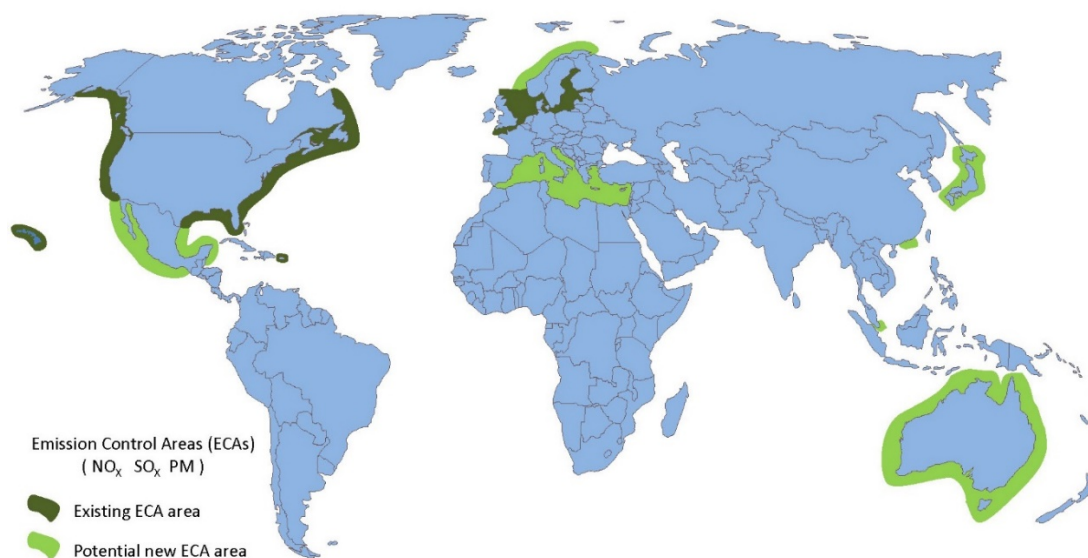 Emission Control Areas (ECAs)
( NOₓ SOₓ PM )
Existing ECA area
Potential new ECA area